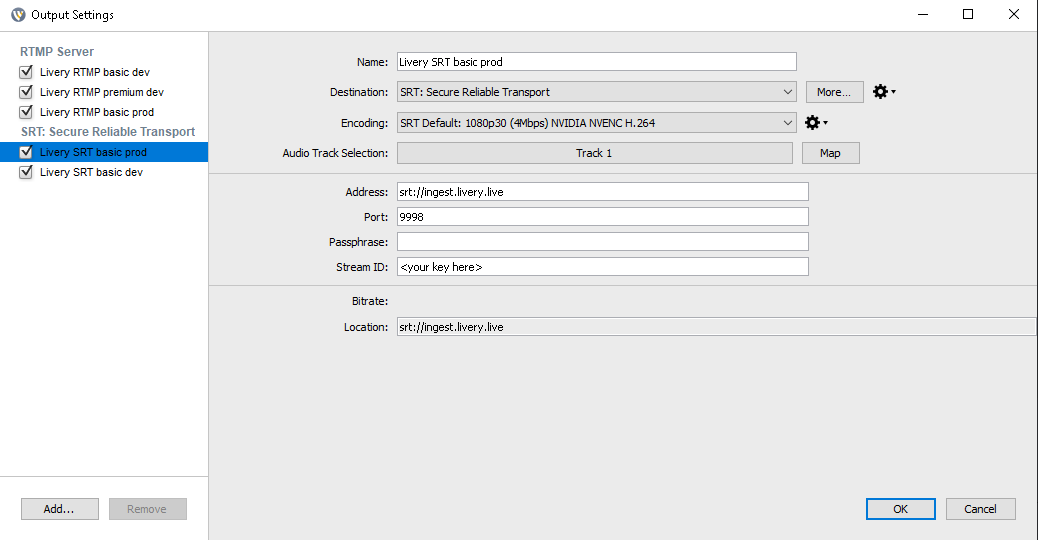 Output Settings
RTMP Server
Livery RTMP basic dev
Livery RTMP premium dev
Livery RTMP basic prod
SRT: Secure Reliable Transport
Livery SRT basic prod
Livery SRT basic dev
Add...
Remove
Name: Livery SRT basic prod
Destination: SRT: Secure Reliable Transport More...
Encoding: SRT Default: 1080p30 (4Mbps) NVIDIA NVENC H.264
Audio Track Selection: Track 1 Map
Address: srt://ingest.livery.live
Port: 9998
Passphrase:
Stream ID: <your key here>
Bitrate:
Location: srt://ingest.livery.live
OK Cancel